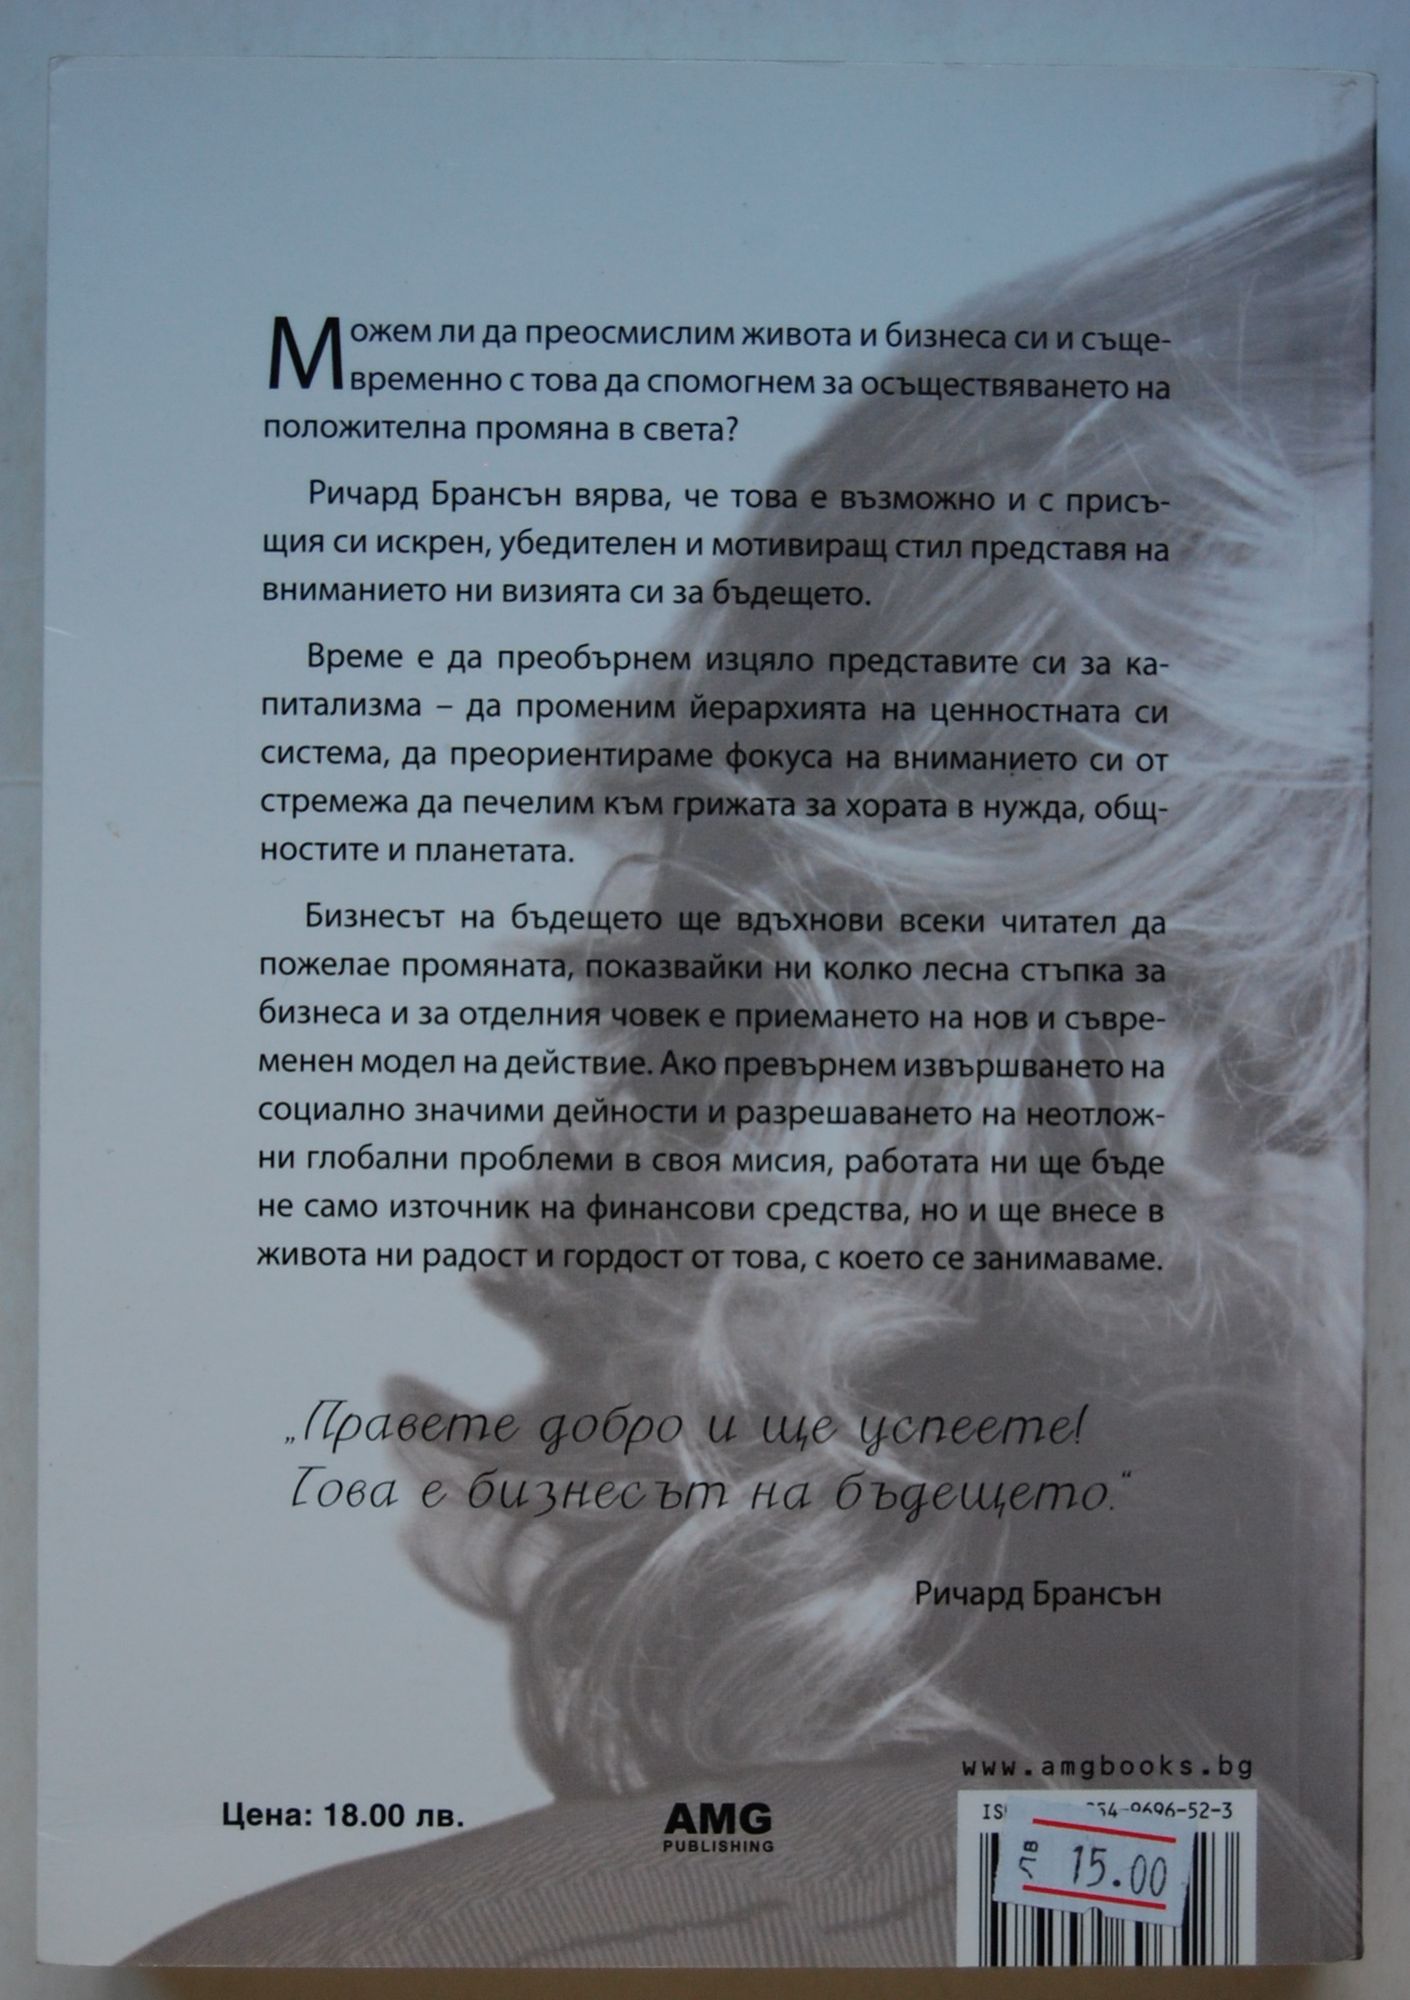 Можем ли да преосмислим живота и бизнеса си и съще-
временно с това да спомогнем за осъществяването на
положителна промяна в света?
Ричард Брансън вярва, че това е възможно и с присъ-
щия си искрен, убедителен и мотивиращ стил представя на
вниманието ни визията си за бъдещето.
Време е да преобърнем изцяло представите си за ка-
питализма – да променим йерархията на ценностната си
система, да преориентираме фокуса на вниманието си от
стремежа да печелим към грижата за хората в нужда, общ-
ностите и планетата.
Бизнесът на бъдещето ще вдъхнови всеки читател да
пожелае промяната, показвайки ни колко лесна стъпка за
бизнеса и за отделния човек е приемането на нов и съвре-
менен модел на действие. Ако превърнем извършването на
социално значими дейности и разрешаването на неотлож-
ни глобални проблеми в своя мисия, работата ни ще бъде
не само източник на финансови средства, но и ще внесе в
живота ни радост и гордост от това, с което се занимаваме.
„Правете добро и ще успеете!
Това е бизнесът на бъдещето.“
Ричард Брансън
www.amgbooks.bg
Цена: 18.00 лв.
AMG
PUBLISHING
54-9696-52-3
лв 15.00